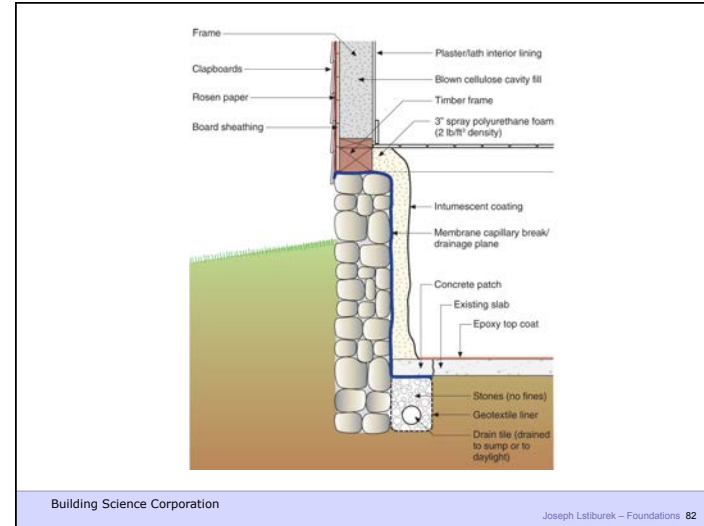 Frame
Clapboards
Rosen paper
Board sheathing
Plaster/lath interior lining
Blown cellulose cavity fill
Timber frame
3" spray polyurethane foam
(2 lb/ft³ density)
Intumescent coating
Membrane capillary break/
drainage plane
Concrete patch
Existing slab
Epoxy top coat
Stones (no fines)
Geotextile liner
Drain tile (drained
to sump or to
daylight)
Building Science Corporation
Joseph Lstiburek – Foundations 82